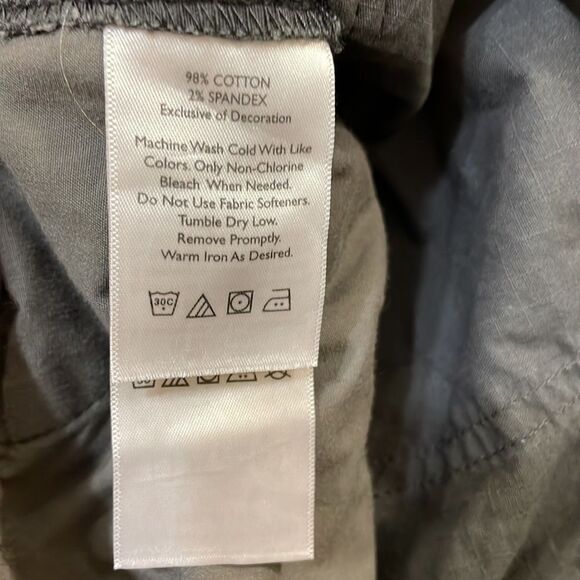 98% COTTON
2% SPANDEX
Exclusive of Decoration
Machine Wash Cold With Like
Colors. Only Non-Chlorine
Bleach When Needed.
Do Not Use Fabric Softeners.
Tumble Dry Low.
Remove Promptly.
Warm Iron As Desired.
30C